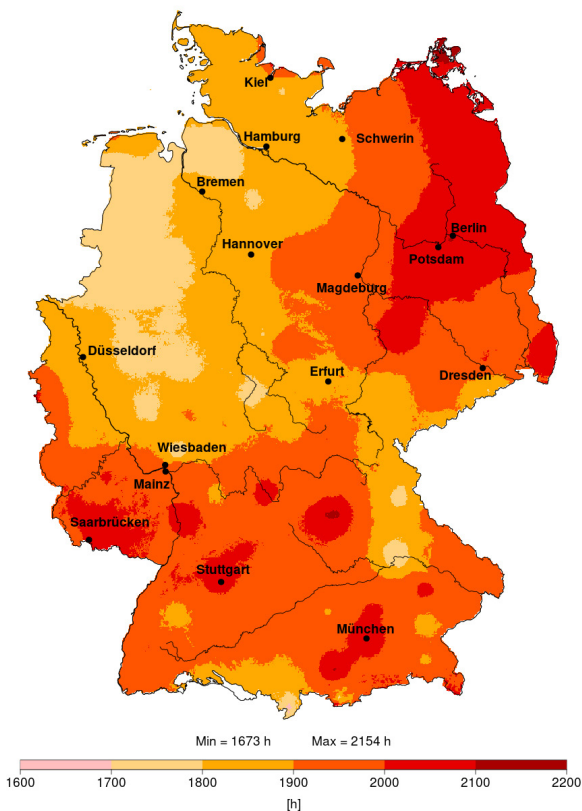 Kiel
Hamburg
Schwerin
Bremen
Berlin
Hannover
Potsdam
Magdeburg
Düsseldorf
Erfurt
Dresden
Wiesbaden
Mainz
Saarbrücken
Stuttgart
München
Min = 1673 h Max = 2154 h
1600 1700 1800 1900 2000 2100 2200
[h]